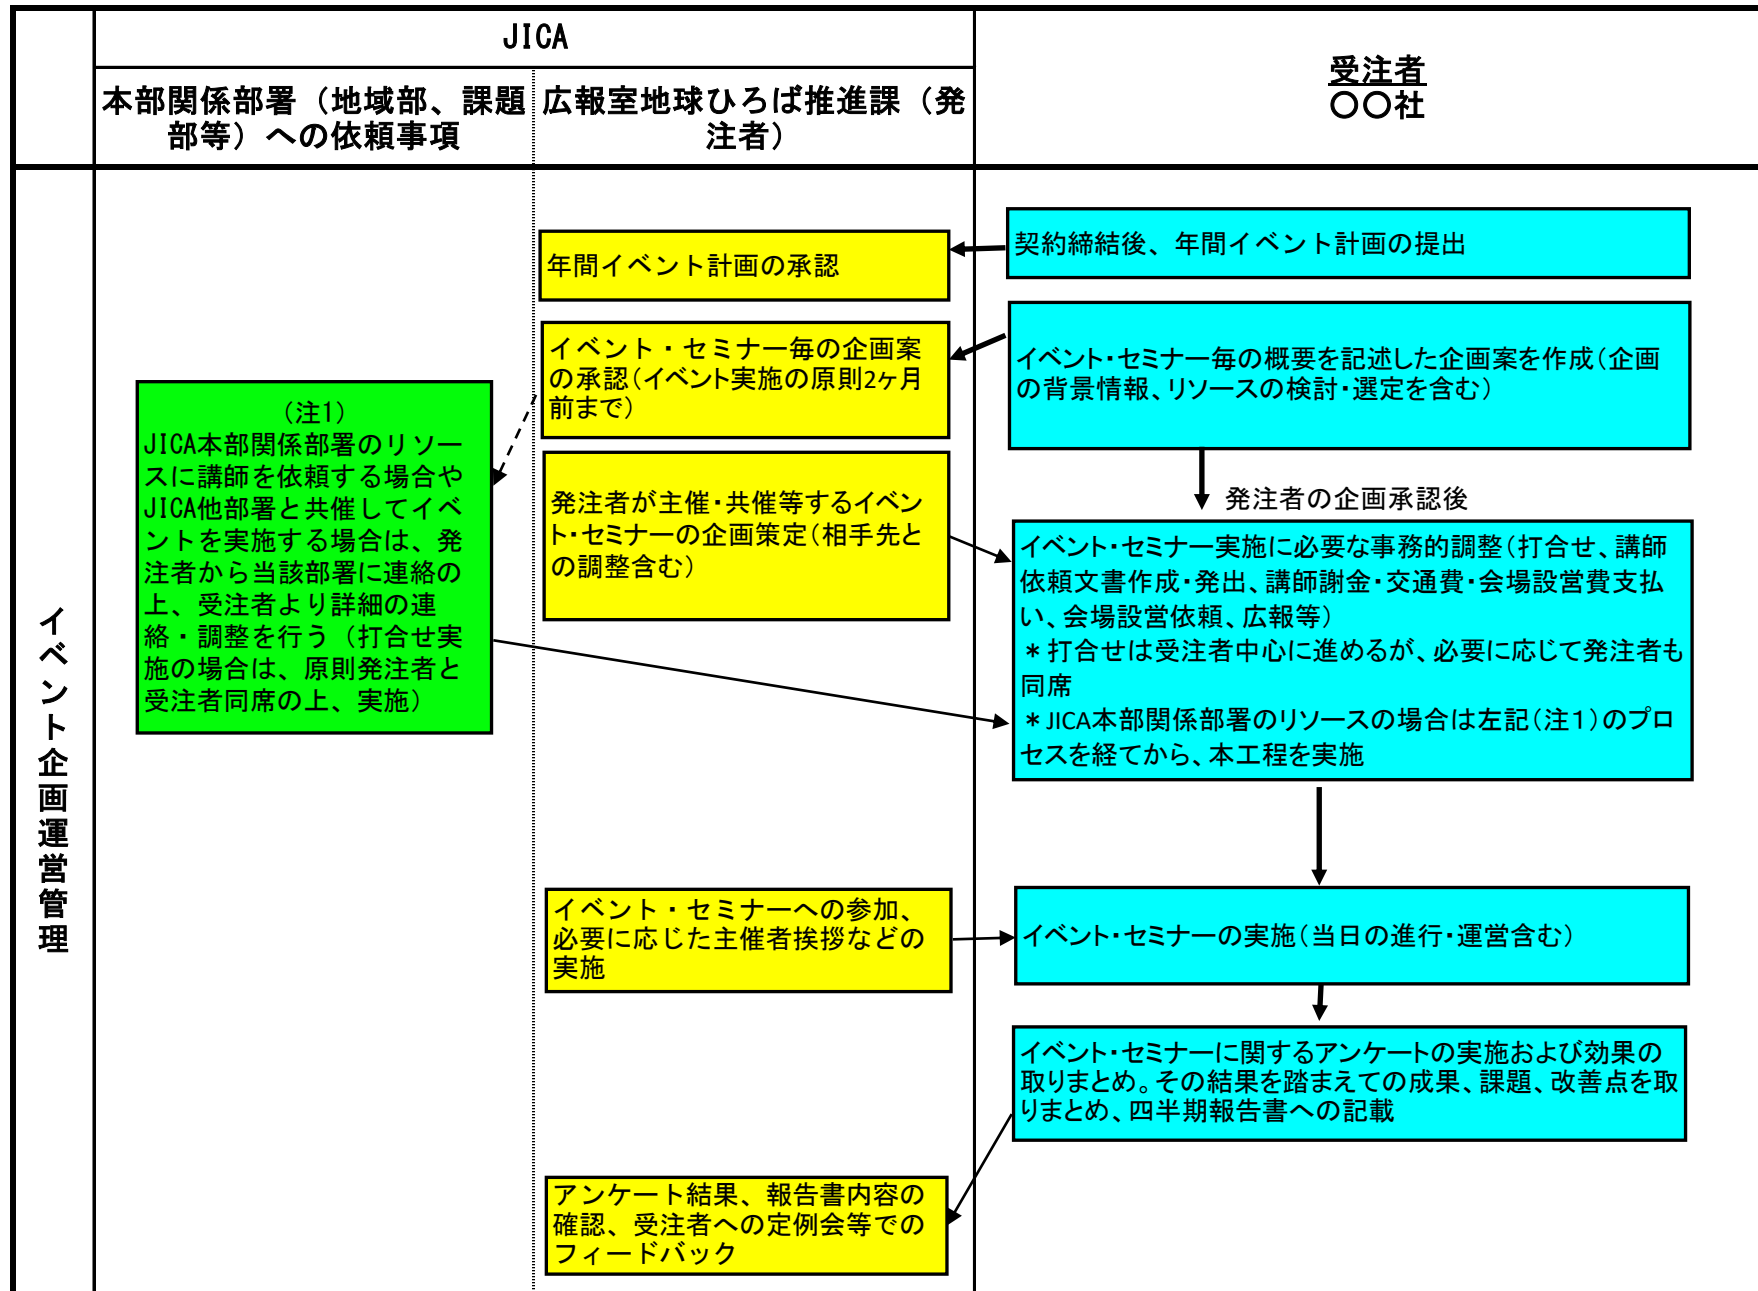 JICA
本部関係部署（地域部、課題
部等）への依頼事項
広報室地球ひろば推進課（発
注者）
受注者
〇〇社
イベント企画運営管理
契約締結後、年間イベント計画の提出
年間イベント計画の承認
イベント・セミナー毎の企画案
の承認（イベント実施の原則2ヶ月
前まで）
イベント・セミナー毎の概要を記述した企画案を作成（企画
の背景情報、リソースの検討・選定を含む）
（注1）
JICA本部関係部署のリソー
スに講師を依頼する場合や
JICA他部署と共催してイベ
ントを実施する場合は、発
注者から当該部署に連絡の
上、受注者より詳細の連
絡・調整を行う（打合せ実
施の場合は、原則発注者と
受注者同席の上、実施）
発注者が主催・共催等するイベン
ト・セミナーの企画策定（相手先と
の調整含む）
発注者の企画承認後
イベント・セミナー実施に必要な事務的調整（打合せ、講師
依頼文書作成・発出、講師謝金・交通費・会場設営費支払
い、会場設営依頼、広報等）
＊打合せは受注者中心に進めるが、必要に応じて発注者も
同席
＊JICA本部関係部署のリソースの場合は左記（注１）のプロ
セスを経てから、本工程を実施
イベント・セミナーへの参加、
必要に応じた主催者挨拶などの
実施
イベント・セミナーの実施（当日の進行・運営含む）
イベント・セミナーに関するアンケートの実施および効果の
取りまとめ。その結果を踏まえての成果、課題、改善点を取
りまとめ、四半期報告書への記載
アンケート結果、報告書内容の
確認、受注者への定例会等での
フィードバック